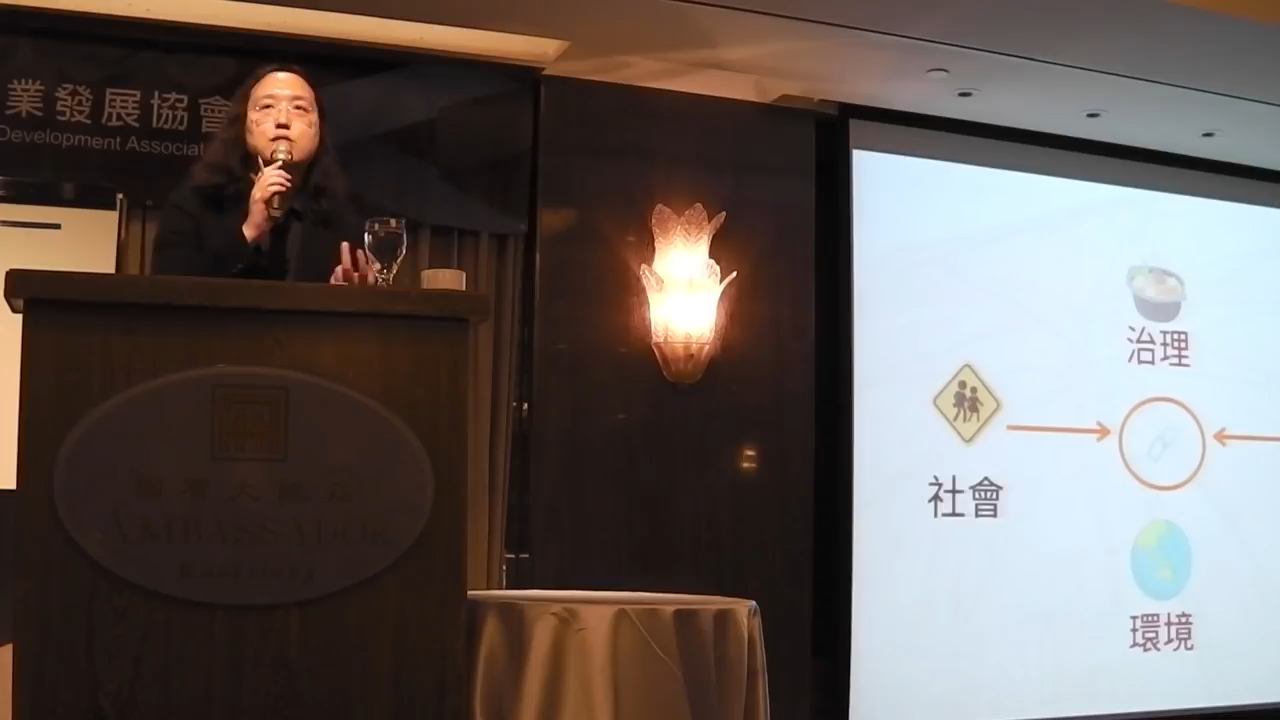 業發展協會
Development Associat
AMBASSADOR
治理
社會
環境